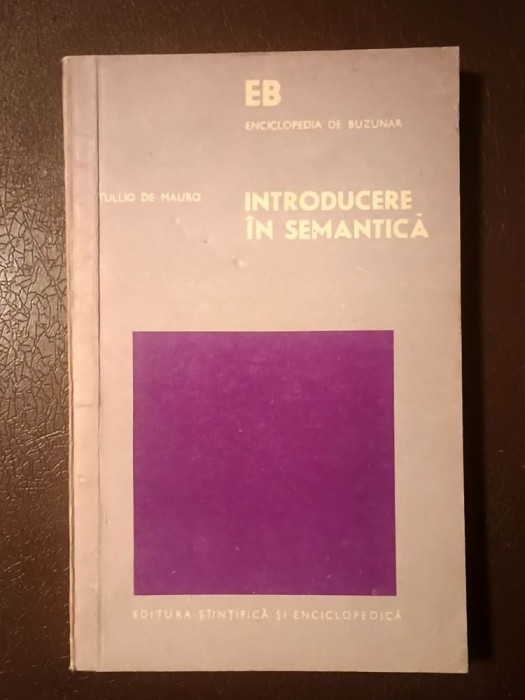 EB
ENCICLOPEDIA DE BUZUNAR
TULLIO DE MAURO
INTRODUCERE
ÎN SEMANTICĂ
EDITURA ȘTIINȚIFICĂ ȘI ENCICLOPEDICĂ